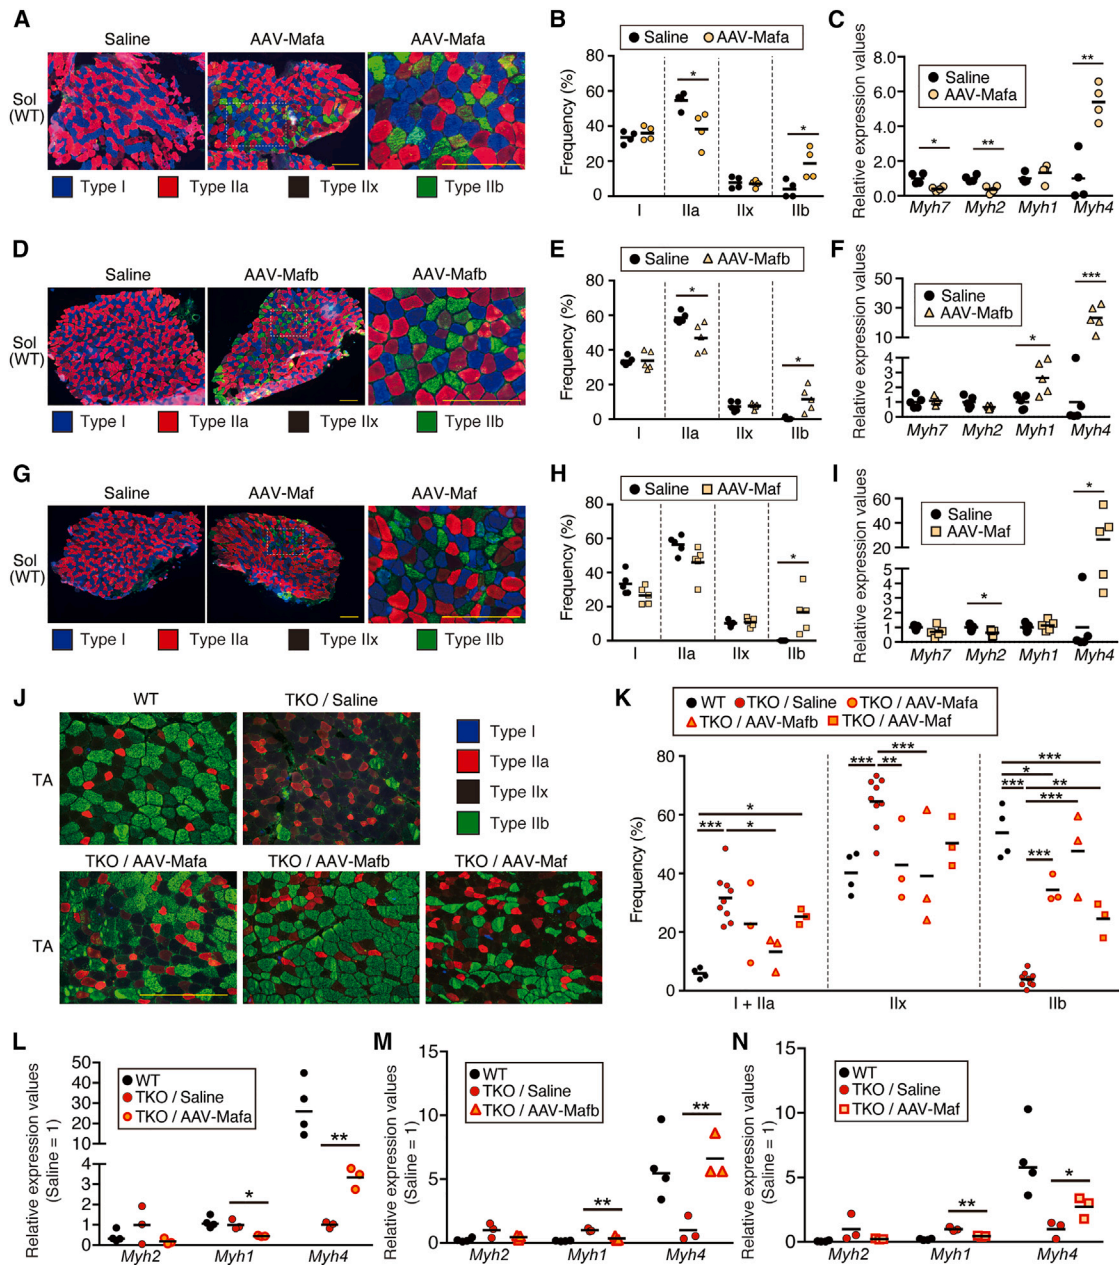 A
Saline
AAV-Mafa
AAV-Mafa
Sol
(WT)
Type I
Type IIa
Type IIx
Type IIb
B
Saline
AAV-Mafa
Frequency (%)
80
60
40
20
0
*
*
I
IIa
IIx
IIb
C
Relative expression values
Saline
AAV-Mafa
8.0
6.0
4.0
2.0
0
*
**
**
Myh7
Myh2
Myh1
Myh4
D
Saline
AAV-Mafb
AAV-Mafb
Sol
(WT)
Type I
Type IIa
Type IIx
Type IIb
E
Saline
AAV-Mafb
Frequency (%)
80
60
40
20
0
*
*
I
IIa
IIx
IIb
F
Relative expression values
Saline
AAV-Mafb
50
30
10
4
3
2
1
0
*
***
Myh7
Myh2
Myh1
Myh4
G
Saline
AAV-Maf
AAV-Maf
Sol
(WT)
Type I
Type IIa
Type IIx
Type IIb
H
Saline
AAV-Maf
Frequency (%)
80
60
40
20
0
*
I
IIa
IIx
IIb
I
Relative expression values
Saline
AAV-Maf
60
40
20
5
4
3
2
1
0
*
*
Myh7
Myh2
Myh1
Myh4
J
WT
TKO / Saline
TA
Type I
Type IIa
Type IIx
Type IIb
TKO / AAV-Mafa
TKO / AAV-Mafb
TKO / AAV-Maf
TA
K
WT
TKO / Saline
TKO / AAV-Mafa
TKO / AAV-Mafb
TKO / AAV-Maf
Frequency (%)
80
60
40
20
0
*
***
*
***
***
**
***
*
***
**
***
***
I + IIa
IIx
IIb
L
Relative expression values
(Saline = 1)
50
40
30
20
10
4
3
2
1
0
WT
TKO / Saline
TKO / AAV-Mafa
*
**
Myh2
Myh1
Myh4
M
Relative expression values
(Saline = 1)
15
10
5
0
WT
TKO / Saline
TKO / AAV-Mafb
**
**
Myh2
Myh1
Myh4
N
Relative expression values
(Saline = 1)
15
10
5
0
WT
TKO / Saline
TKO / AAV-Maf
**
*
Myh2
Myh1
Myh4